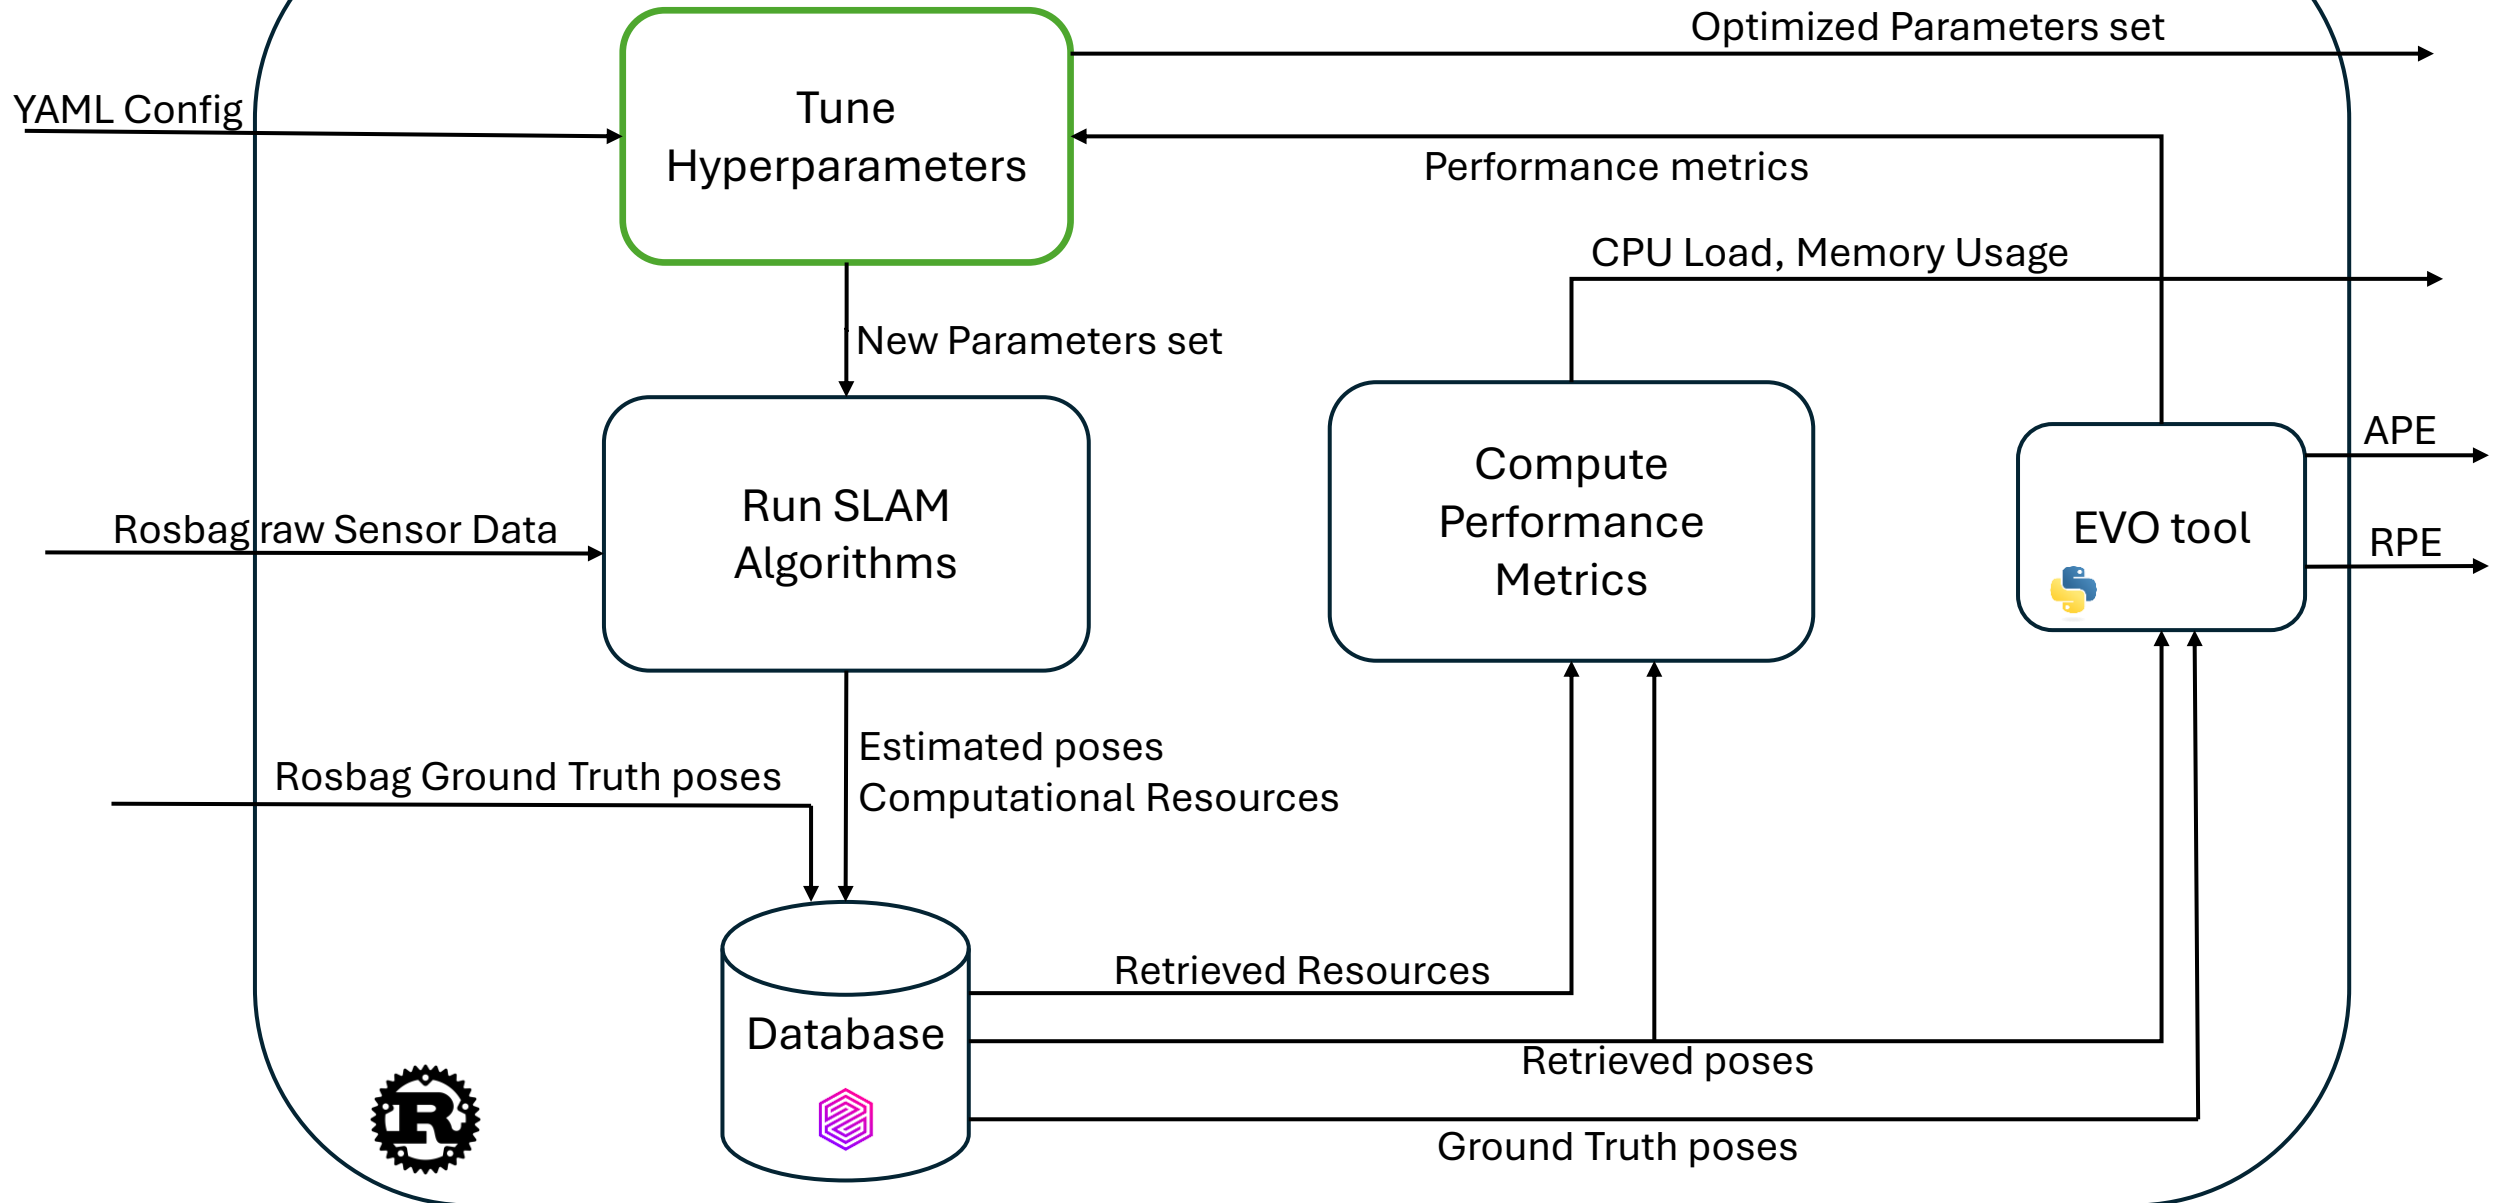 Optimized Parameters set
YAML Config
Tune
Hyperparameters
Performance metrics
CPU Load, Memory Usage
New Parameters set
APE
Compute
Performance
Metrics
Run SLAM
Algorithms
EVO tool
Rosbag raw Sensor Data
RPE
Estimated poses
Computational Resources
Rosbag Ground Truth poses
Retrieved Resources
Database
Retrieved poses
R
Ground Truth poses